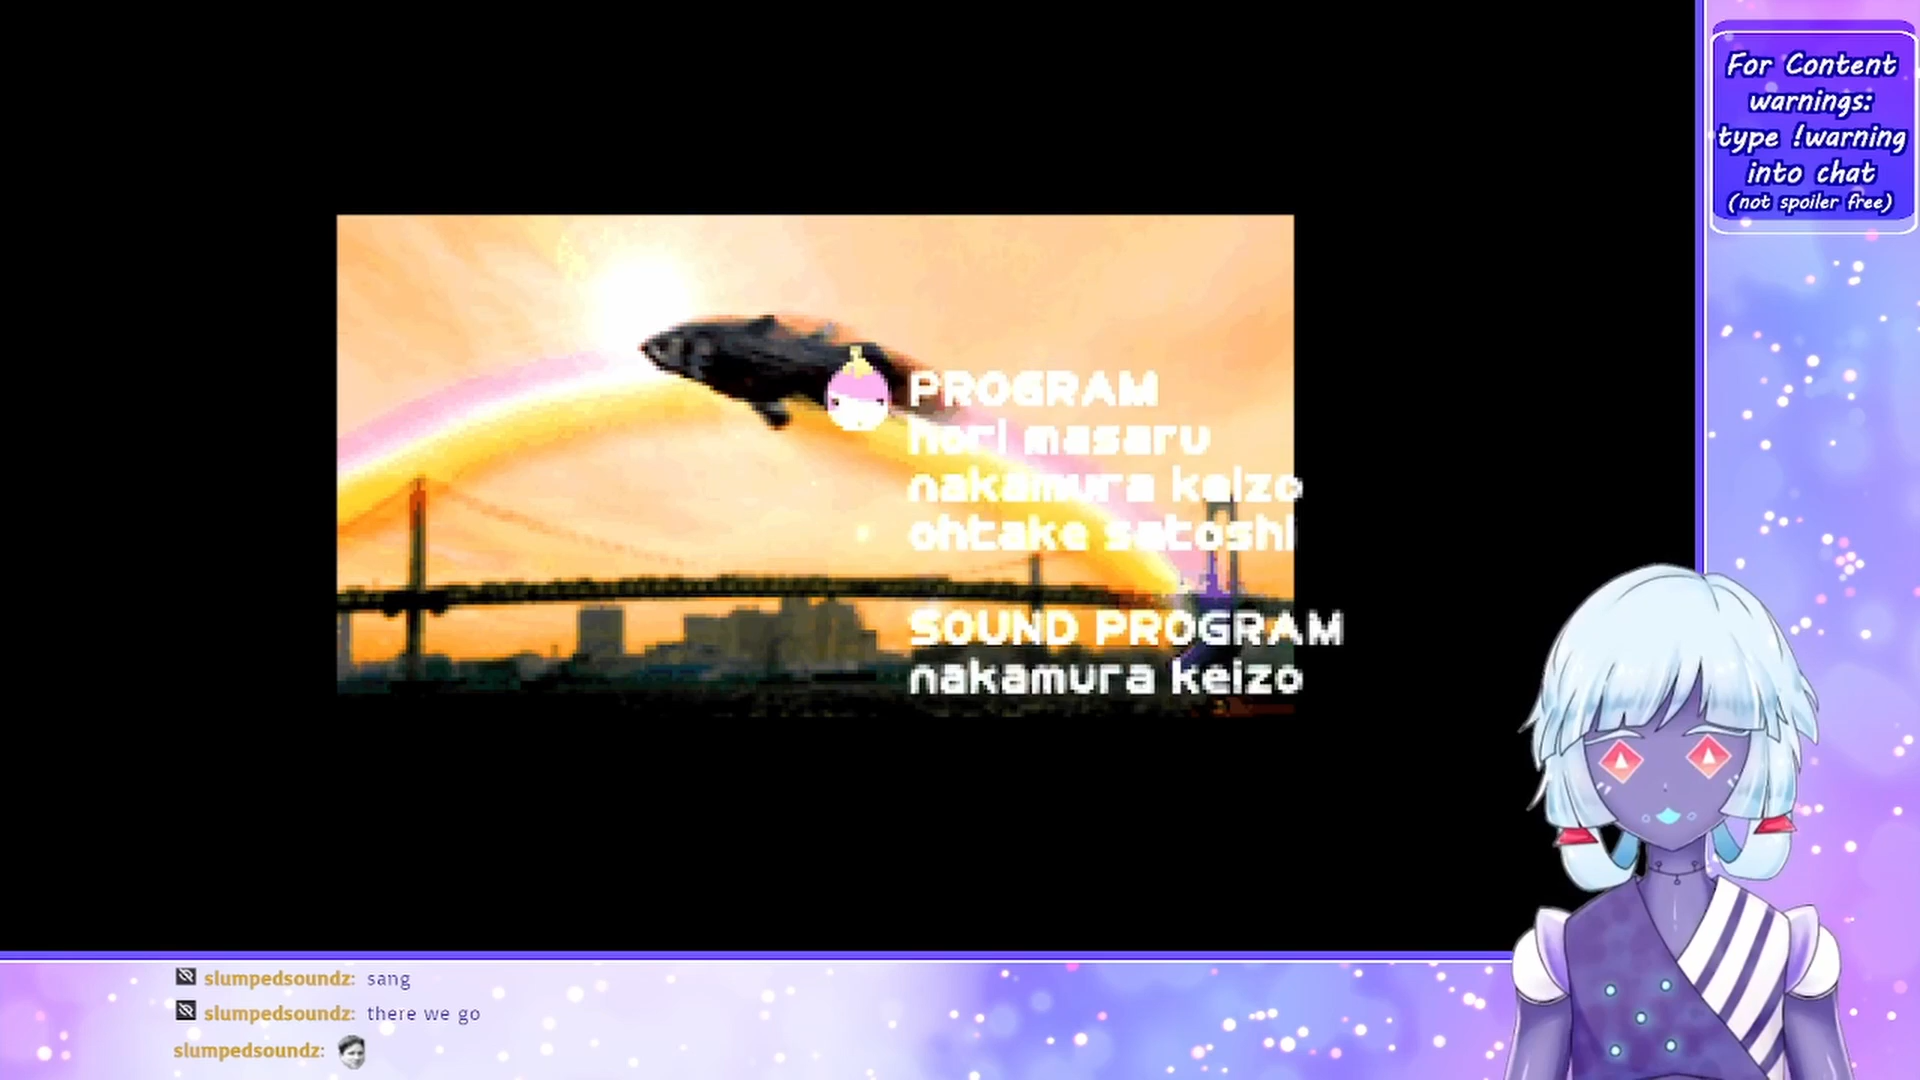 For Content
warnings:
type !warning
into chat
(not spoiler free)
PROGRAM
hori masaru
nakamura keizo
ohtake satoshi
SOUND PROGRAM
nakamura keizo
slumpedsoundz: sang
slumpedsoundz: there we go
slumpedsoundz: